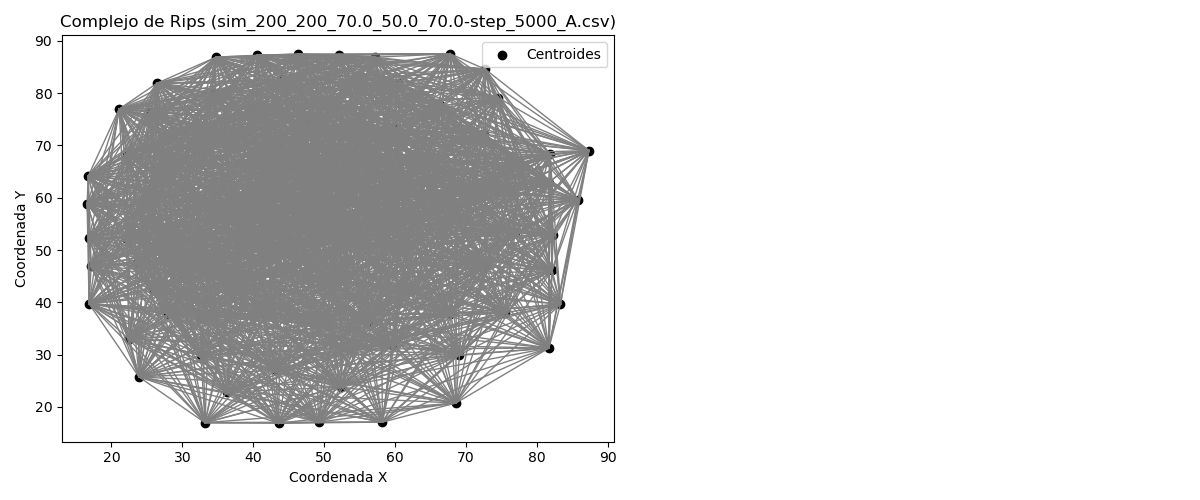 Complejo de Rips (sim_200_200_70.0_50.0_70.0-step_5000_A.csv)
90
80
70
60
50
40
30
20
Coordenada Y
Centroides
20 30 40 50 60 70 80 90
Coordenada X